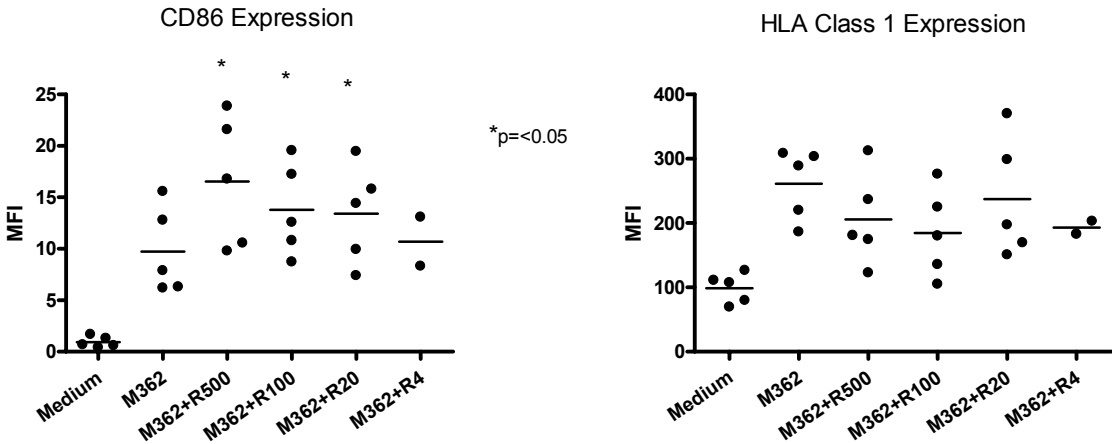 CD86 Expression
*
*
*
25
20
15
10
5
0
MFI
Medium
M362
M362+R500
M362+R100
M362+R20
M362+R4
*p=<0.05
HLA Class 1 Expression
400
300
200
100
0
MFI
Medium
M362
M362+R500
M362+R100
M362+R20
M362+R4